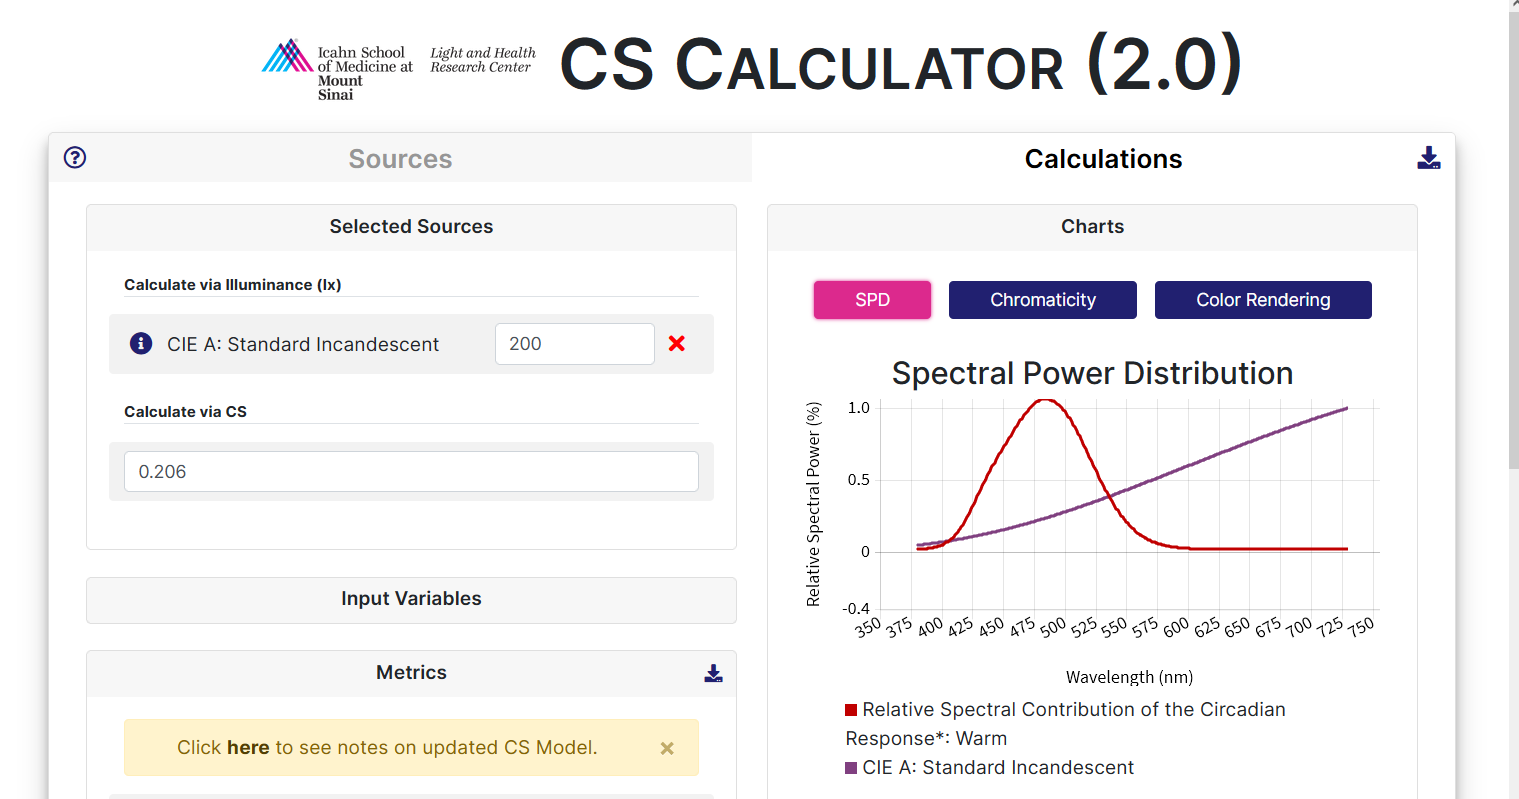 Icahn School
of Medicine at
Mount
Sinai
Light and Health
Research Center
CS CALCULATOR (2.0)
Sources
Calculations
Selected Sources
Calculate via Illuminance (lx)
CIE A: Standard Incandescent
200
Calculate via CS
0.206
Input Variables
Metrics
Click here to see notes on updated CS Model.
Charts
SPD
Chromaticity
Color Rendering
Spectral Power Distribution
Relative Spectral Power (%)
1.0
0.5
0
-0.4
350 375 400 425 450 475 500 525 550 575 600 625 650 675 700 725 750
Wavelength (nm)
Relative Spectral Contribution of the Circadian
Response*: Warm
CIE A: Standard Incandescent